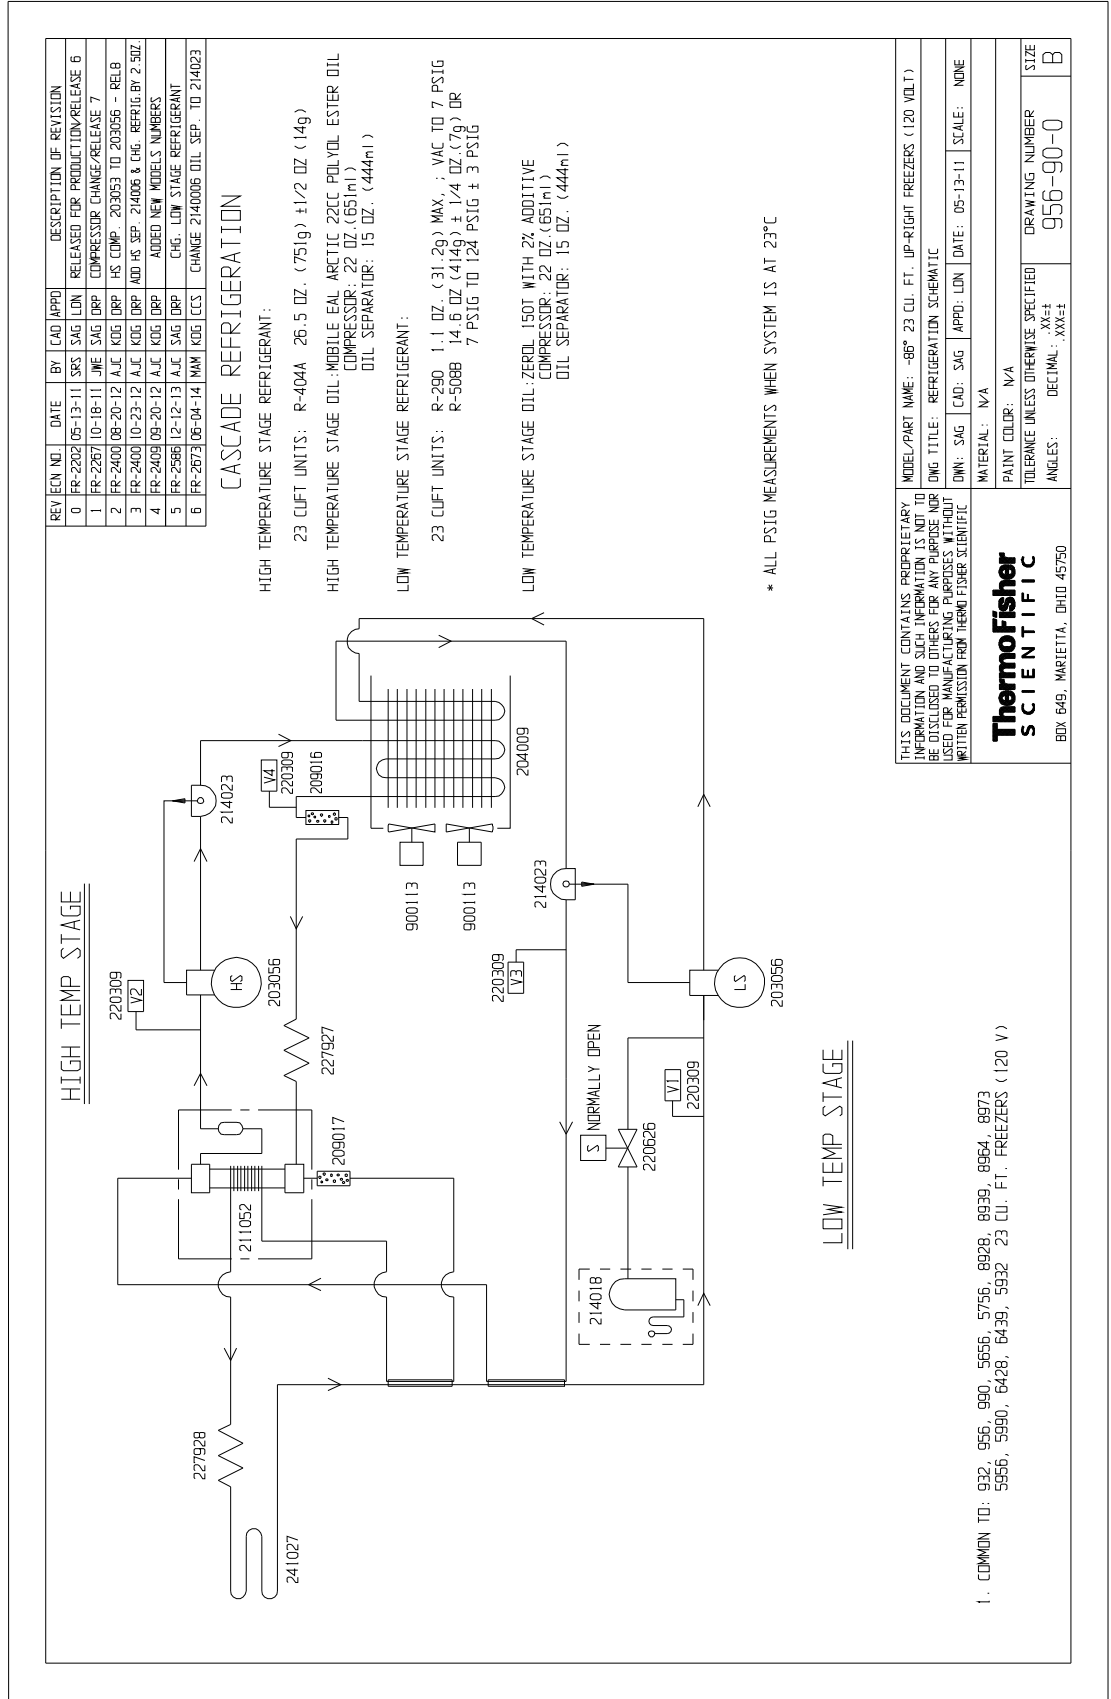 REV ECN NO. DATE BY CAD APPD DESCRIPTION OF REVISION
0 FR-2202 05-13-11 SRS SAG LDN RELEASED FOR PRODUCTION/RELEASE 6
1 FR-2267 10-18-11 JWE SAG DRP COMPRESSOR CHANGE/RELEASE 7
2 FR-2400 08-20-12 AJC KDG DRP HS COMP. 203053 TO 203056 - REL8
3 FR-2400 10-23-12 AJC KDG DRP ADD HS SEP. 214006 & CHG. REFRIG.BY 2.5OZ.
4 FR-2409 09-20-12 AJC KDG DRP ADDED NEW MODELS NUMBERS
5 FR-2586 12-12-13 AJC SAG DRP CHG. LOW STAGE REFRIGERANT
6 FR-2673 06-04-14 MAM KDG CCS CHANGE 2140006 OIL SEP. TO 214023
CASCADE REFRIGERATION
HIGH TEMPERATURE STAGE REFRIGERANT:
23 CUFT UNITS: R-404A 26.5 OZ. (751g) ±1/2 OZ (14g)
HIGH TEMPERATURE STAGE OIL:MOBILE EAL ARCTIC 22CC POLYOL ESTER OIL
COMPRESSOR: 22 OZ.(651ml)
OIL SEPARATOR: 15 OZ. (444ml)
LOW TEMPERATURE STAGE REFRIGERANT:
23 CUFT UNITS: R-290 1.1 OZ. (31.2g) MAX, ; VAC TO 7 PSIG
R-508B 14.6 OZ (414g) ± 1/4 OZ.(7g) OR
7 PSIG TO 124 PSIG ± 3 PSIG
LOW TEMPERATURE STAGE OIL:ZEROL 150T WITH 2% ADDITIVE
COMPRESSOR: 22 OZ.(651ml)
OIL SEPARATOR: 15 OZ. (444ml)
* ALL PSIG MEASUREMENTS WHEN SYSTEM IS AT 23°C
HIGH TEMP STAGE
220309
V2
HS
203056
214023
V4
220309
209016
204009
900113
900113
227927
209017
211052
227928
241027
214023
220309
V3
LS
203056
S NORMALLY OPEN
220626
V1
220309
214018
LOW TEMP STAGE
1. COMMON TO: 932, 956, 990, 5656, 5756, 8928, 8939, 8964, 8973
5956, 5990, 6428, 6439, 5932 23 CU. FT. FREEZERS (120 V)
THIS DOCUMENT CONTAINS PROPRIETARY
INFORMATION AND SUCH INFORMATION IS NOT TO
BE DISCLOSED TO OTHERS FOR ANY PURPOSE NOR
USED FOR MANUFACTURING PURPOSES WITHOUT
WRITTEN PERMISSION FROM THERMO FISHER SCIENTIFIC
ThermoFisher
SCIENTIFIC
BOX 649, MARIETTA, OHIO 45750
MODEL/PART NAME: -86° 23 CU. FT. UP-RIGHT FREEZERS (120 VOLT)
DWG TITLE: REFRIGERATION SCHEMATIC
DWN: SAG CAD: SAG APPD: LDN DATE: 05-13-11 SCALE: NONE
MATERIAL: N/A
PAINT COLOR: N/A
TOLERANCE UNLESS OTHERWISE SPECIFIED
ANGLES: DECIMAL: .XX=±
.XXX=±
DRAWING NUMBER
956-90-0
SIZE
B